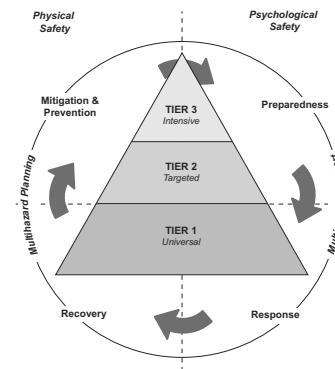 Physical
Safety
Psychological
Safety
Mitigation &
Prevention
Preparedness
TIER 3
Intensive
TIER 2
Targeted
TIER 1
Universal
Multihazard Planning
Recovery
Response